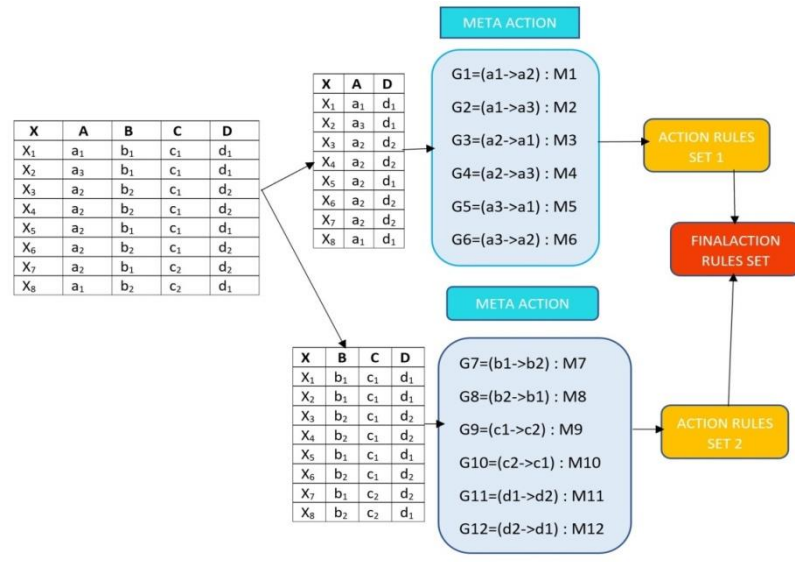 X A B C D
X₁ a₁ b₁ c₁ d₁
X₂ a₃ b₁ c₁ d₁
X₃ a₂ b₂ c₁ d₂
X₄ a₂ b₂ c₁ d₂
X₅ a₂ b₁ c₁ d₁
X₆ a₂ b₂ c₁ d₂
X₇ a₂ b₁ c₂ d₂
X₈ a₁ b₂ c₂ d₁
X A D
X₁ a₁ d₁
X₂ a₃ d₁
X₃ a₂ d₂
X₄ a₂ d₂
X₅ a₂ d₁
X₆ a₂ d₂
X₇ a₂ d₂
X₈ a₁ d₁
META ACTION
G1=(a1->a2) : M1
G2=(a1->a3) : M2
G3=(a2->a1) : M3
G4=(a2->a3) : M4
G5=(a3->a1) : M5
G6=(a3->a2) : M6
ACTION RULES
SET 1
FINALACTION
RULES SET
X B C D
X₁ b₁ c₁ d₁
X₂ b₁ c₁ d₁
X₃ b₂ c₁ d₂
X₄ b₂ c₁ d₂
X₅ b₁ c₁ d₁
X₆ b₂ c₁ d₂
X₇ b₁ c₂ d₂
X₈ b₂ c₂ d₁
META ACTION
G7=(b1->b2) : M7
G8=(b2->b1) : M8
G9=(c1->c2) : M9
G10=(c2->c1) : M10
G11=(d1->d2) : M11
G12=(d2->d1) : M12
ACTION RULES
SET 2